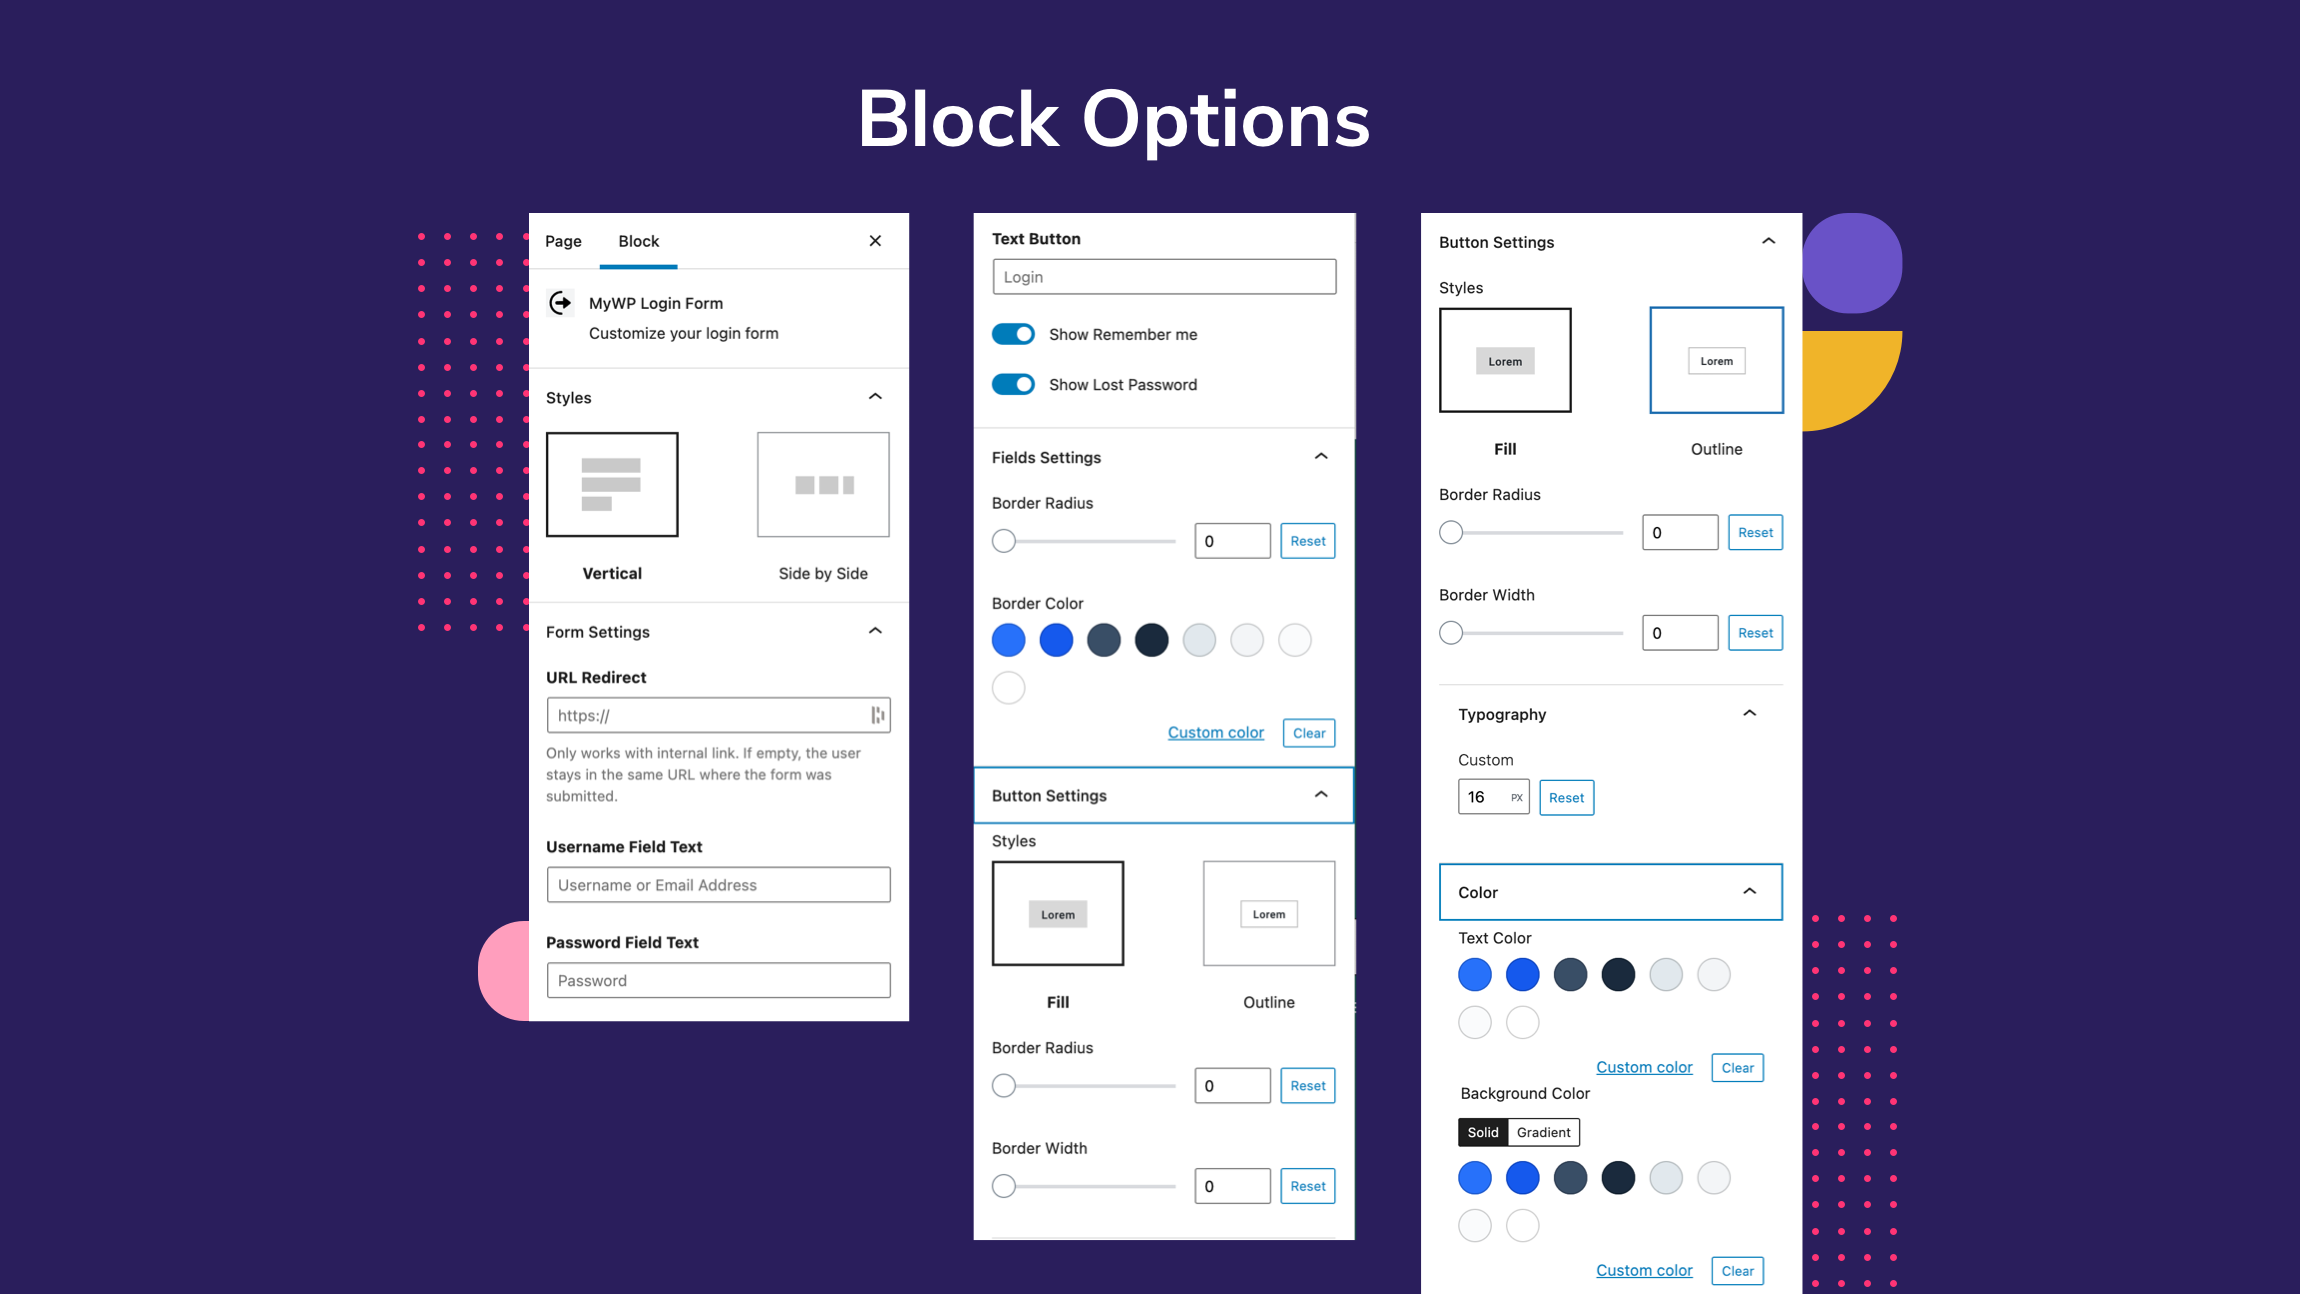 Block Options
Page Block
MyWP Login Form
Customize your login form
Styles
Vertical Side by Side
Form Settings
URL Redirect
https://
Only works with internal link. If empty, the user
stays in the same URL where the form was
submitted.
Username Field Text
Username or Email Address
Password Field Text
Password
Text Button
Login
Show Remember me
Show Lost Password
Fields Settings
Border Radius
0 Reset
Border Color
Custom color Clear
Button Settings
Styles
Lorem Lorem
Fill Outline
Border Radius
0 Reset
Border Width
0 Reset
Button Settings
Styles
Lorem Lorem
Fill Outline
Border Radius
0 Reset
Border Width
0 Reset
Typography
Custom
16 PX Reset
Color
Text Color
Custom color Clear
Background Color
Solid Gradient
Custom color Clear